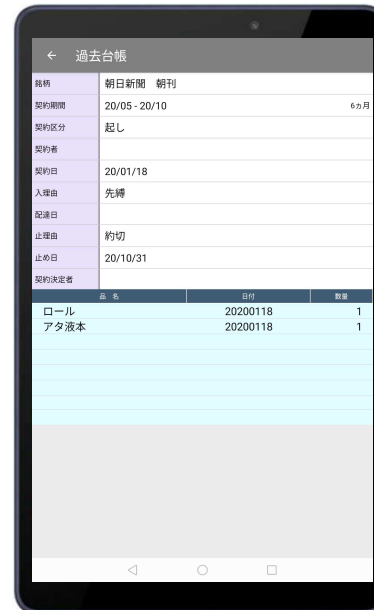 ← 過去台帳
銘柄 朝日新聞 朝刊
契約期間 20/05 - 20/10 6ヵ月
契約区分 起し
契約者
契約日 20/01/18
入理由 先縛
配達日
止理由 約切
止め日 20/10/31
契約決定者
品 名 日付 数量
ロール 20200118 1
アタ液本 20200118 1